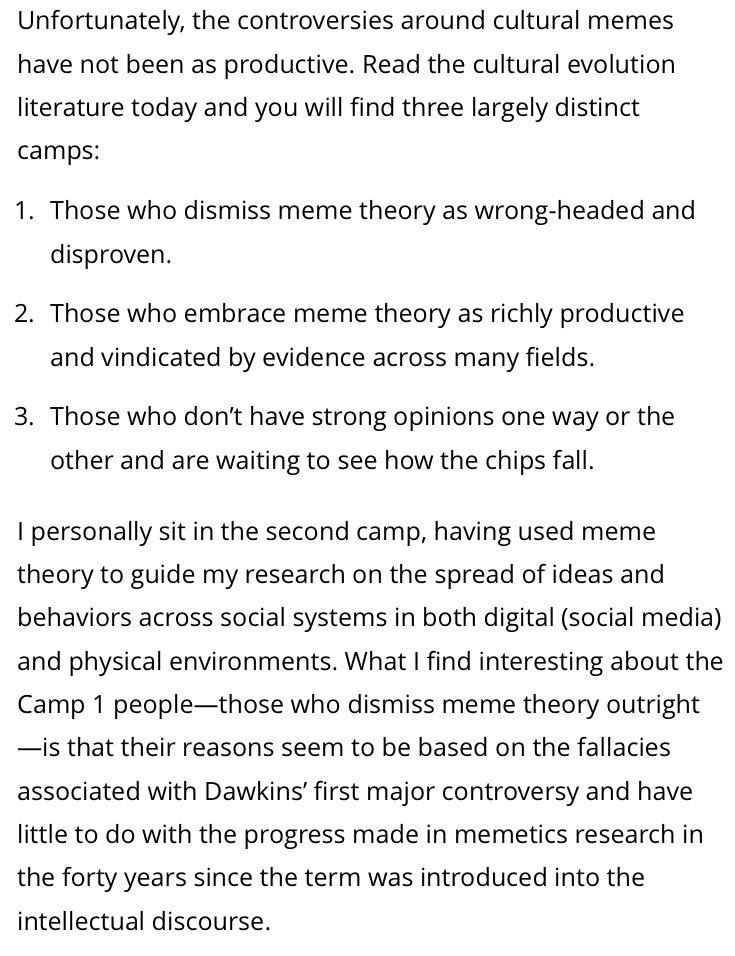 Unfortunately, the controversies around cultural memes
have not been as productive. Read the cultural evolution
literature today and you will find three largely distinct
camps:
1. Those who dismiss meme theory as wrong-headed and
disproven.
2. Those who embrace meme theory as richly productive
and vindicated by evidence across many fields.
3. Those who don’t have strong opinions one way or the
other and are waiting to see how the chips fall.
I personally sit in the second camp, having used meme
theory to guide my research on the spread of ideas and
behaviors across social systems in both digital (social media)
and physical environments. What I find interesting about the
Camp 1 people—those who dismiss meme theory outright
—is that their reasons seem to be based on the fallacies
associated with Dawkins’ first major controversy and have
little to do with the progress made in memetics research in
the forty years since the term was introduced into the
intellectual discourse.